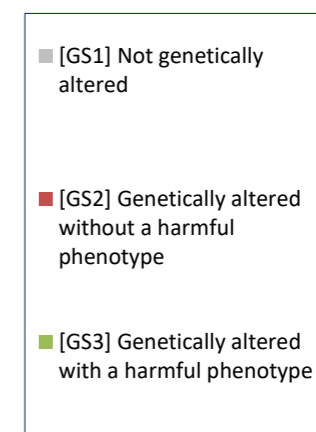 [GS1] Not genetically
altered
[GS2] Genetically altered
without a harmful
phenotype
[GS3] Genetically altered
with a harmful phenotype